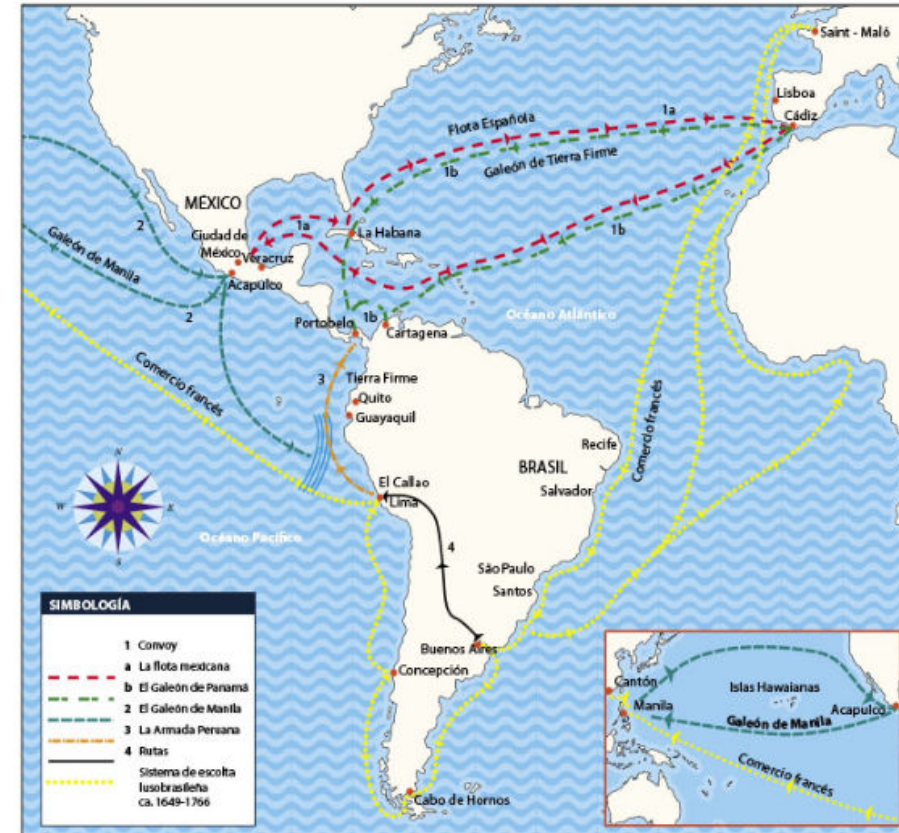 Saint - Maló
Lisboa
Cádiz
1a
Flota Española
Galeón de Tierra Firme
1b
MÉXICO
1a
La Habana
1b
2
Ciudad de
México
Veracruz
Galeón de Manila
Acapúlco
2
Océano Atlántico
Portobelo
1b
Cartagena
Comercio francés
3
Tierra Firme
Quito
9
Guayaquil
Comercio francés
Recife
BRASIL
El Callao
Salvador
Lima
N
W
E
S
Océano Pacífico
4
São Paulo
Santos
SIMBOLOGÍA
1 Convoy
a La flota mexicana
b El Galeón de Panamá
2 El Galeón de Manila
3 La Armada Peruana
4 Rutas
Sistema de escolta
lusobrasileña
ca. 1649-1766
Buenos Aires
Concepción
Cabo de Hornos
Cantón
Islas Hawaianas
Manila
Acapulco
Galeón de Manila
Comercio francés